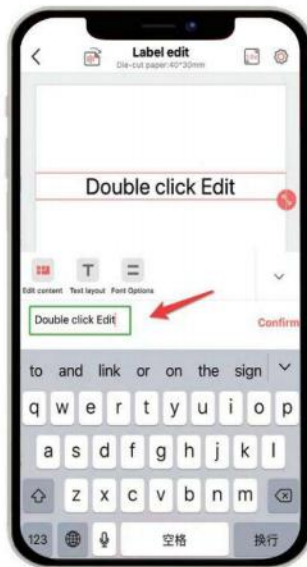 Label edit
Die-cut paper:40*30mm
Double click Edit
Edit content Text layout Font Options
Double click Edit
Confirm
to and link or on the sign
q w e r t y u i o p
a s d f g h j k l
z x c v b n m
123 空格 换行